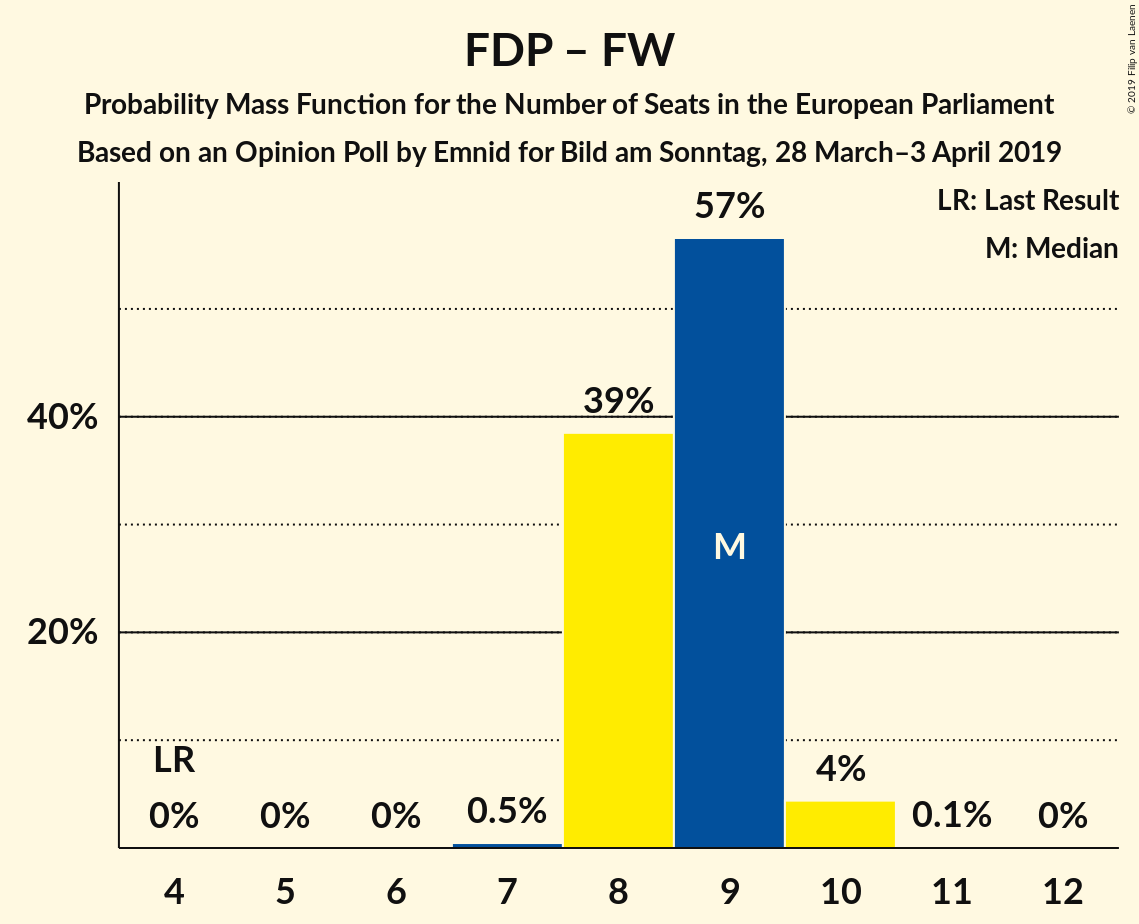 FDP – FW
Probability Mass Function for the Number of Seats in the European Parliament
Based on an Opinion Poll by Emnid for Bild am Sonntag, 28 March–3 April 2019
© 2019 Filip van Laenen
LR: Last Result
M: Median
57%
39%
40%
M
20%
LR
0%
0%
0%
0.5%
4%
0.1%
0%
4
5
6
7
8
9
10
11
12